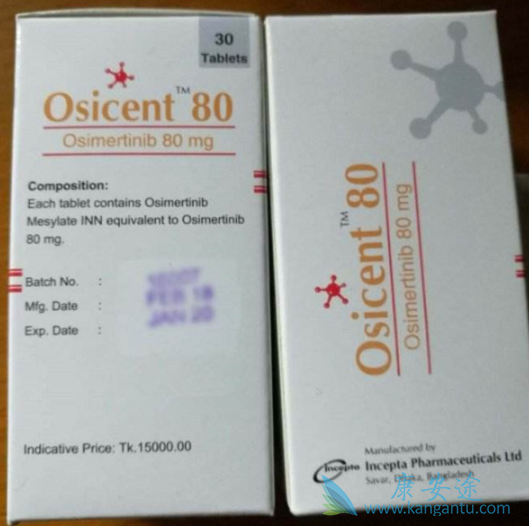 30
Tablets
Osicent™ 80
Osimertinib 80 mg
Composition:
Each tablet contains Osimertinib
Mesylate INN equivalent to Osimertinib
80 mg.
Batch No. :
Mfg. Date : FEB 18
Exp. Date : JAN 20
Indicative Price: Tk.15000.00
Osicent™ 80
Osimertinib 80 mg
Manufactured by
Incepta Incepta Pharmaceuticals Ltd
Savar, Dhaka, Bangladesh
康安途
www.kangantu.com